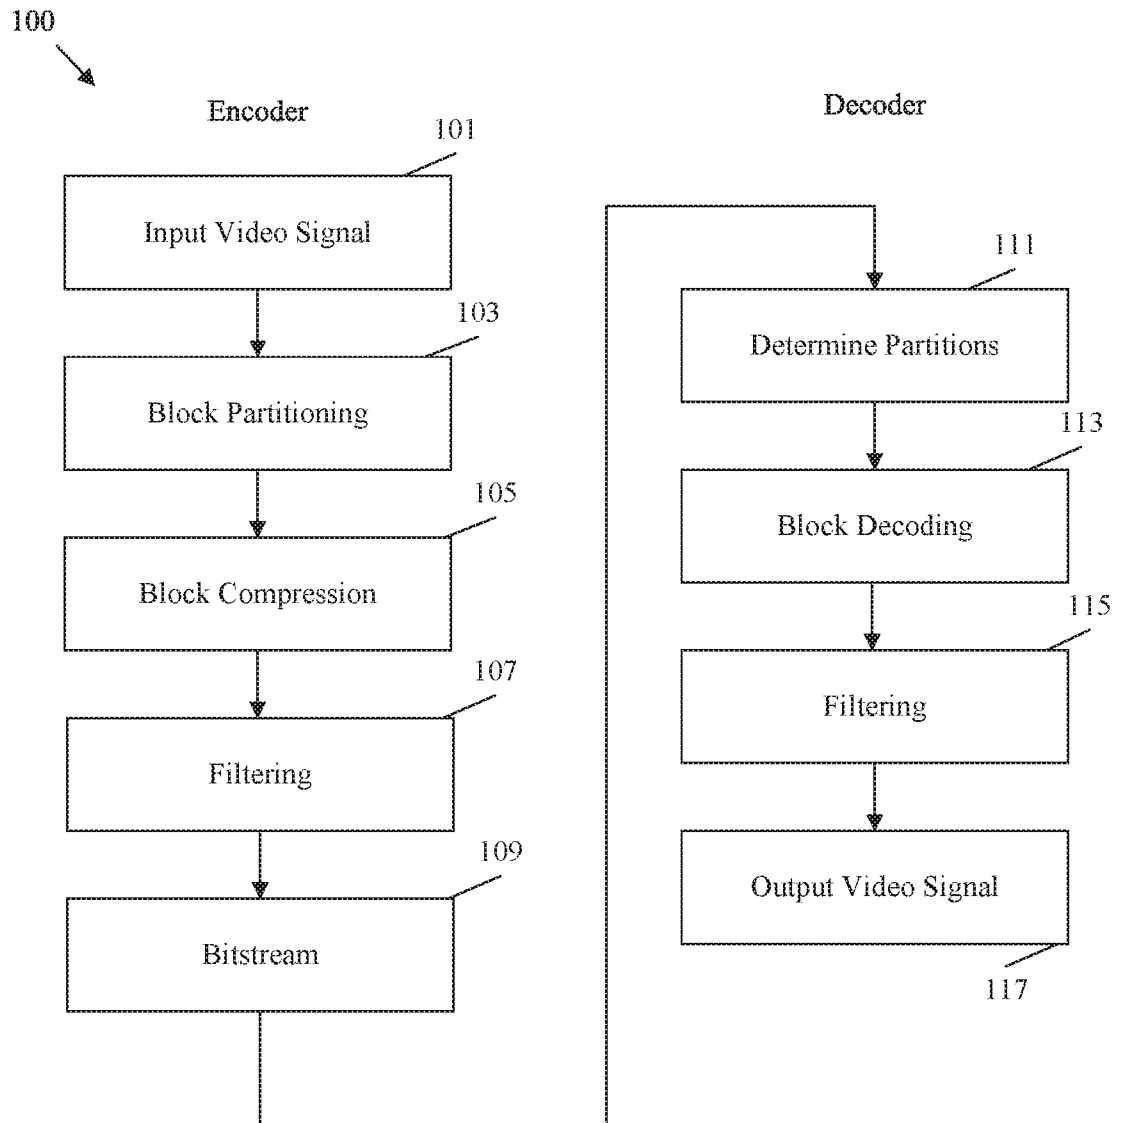 100
Encoder
101
Input Video Signal
103
Block Partitioning
105
Block Compression
107
Filtering
109
Bitstream
Decoder
111
Determine Partitions
113
Block Decoding
115
Filtering
Output Video Signal
117